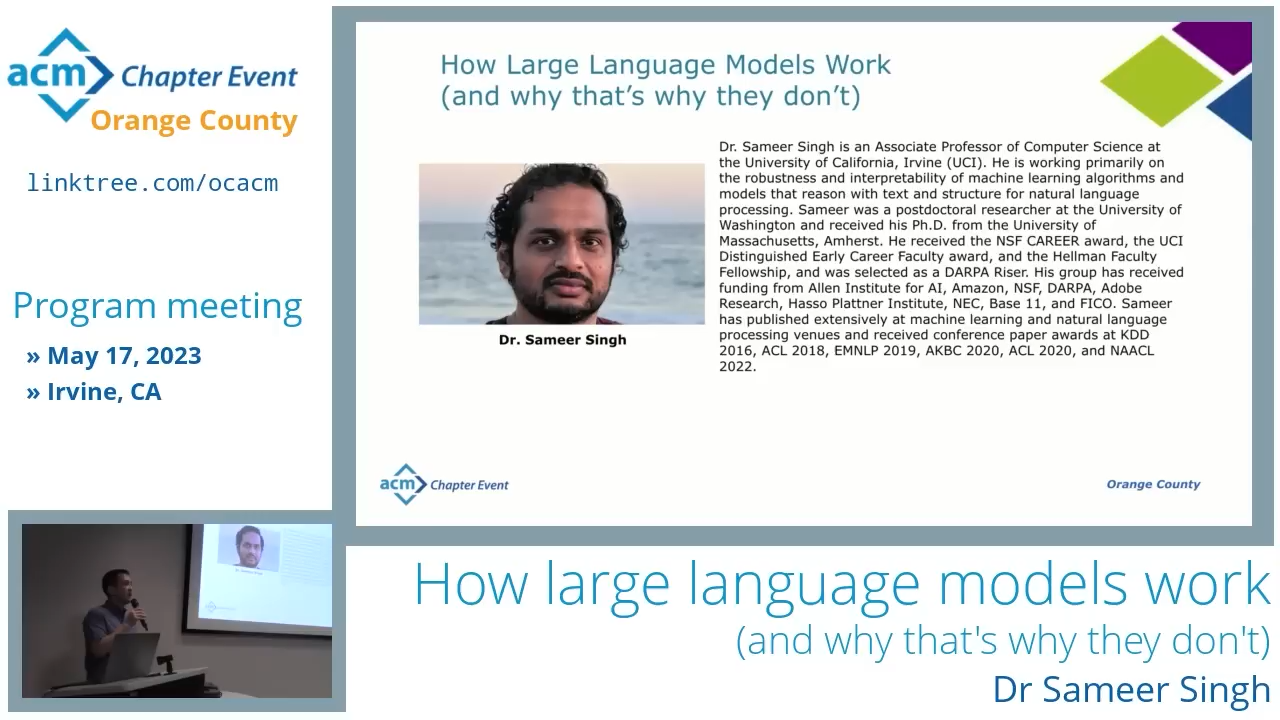 acm Chapter Event
Orange County
linktree.com/ocacm
Program meeting
» May 17, 2023
» Irvine, CA
How Large Language Models Work
(and why that’s why they don’t)
Dr. Sameer Singh is an Associate Professor of Computer Science at
the University of California, Irvine (UCI). He is working primarily on
the robustness and interpretability of machine learning algorithms and
models that reason with text and structure for natural language
processing. Sameer was a postdoctoral researcher at the University of
Washington and received his Ph.D. from the University of
Massachusetts, Amherst. He received the NSF CAREER award, the UCI
Distinguished Early Career Faculty award, and the Hellman Faculty
Fellowship, and was selected as a DARPA Riser. His group has received
funding from Allen Institute for AI, Amazon, NSF, DARPA, Adobe
Research, Hasso Plattner Institute, NEC, Base 11, and FICO. Sameer
has published extensively at machine learning and natural language
processing venues and received conference paper awards at KDD
2016, ACL 2018, EMNLP 2019, AKBC 2020, ACL 2020, and NAACL
2022.
Dr. Sameer Singh
acm Chapter Event
Orange County
How large language models work
(and why that's why they don't)
Dr Sameer Singh